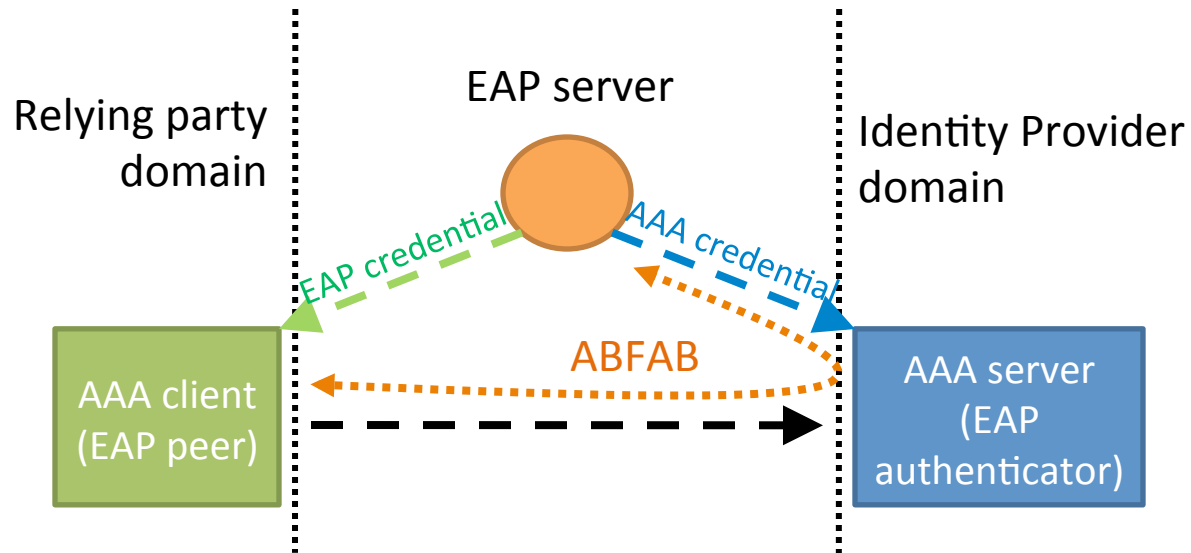 EAP server
Relying party
domain
Identity Provider
domain
EAP credential
AAA credential
ABFAB
AAA client
(EAP peer)
AAA server
(EAP
authenticator)